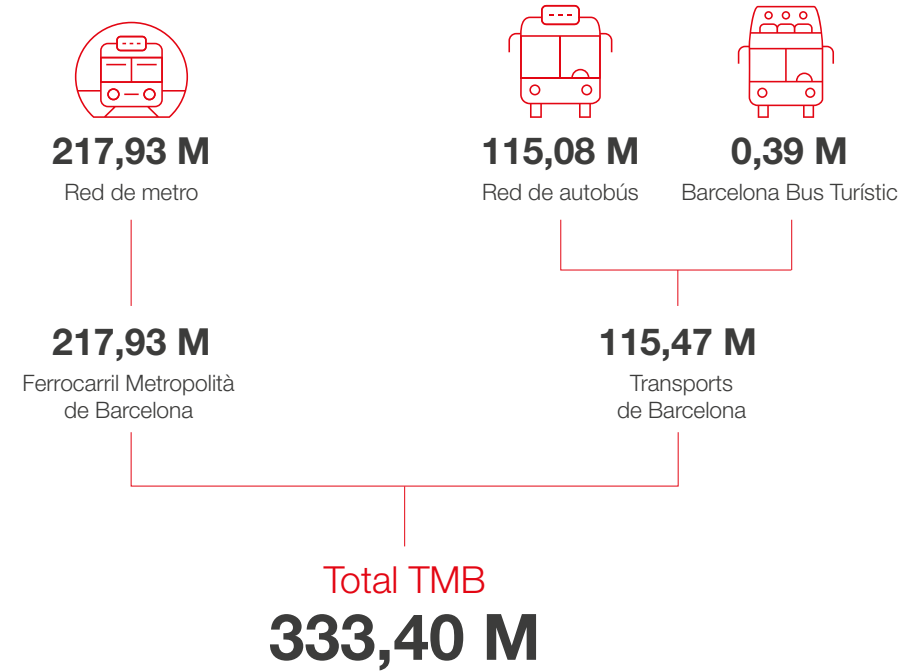 217,93 M
Red de metro
115,08 M
Red de autobús
0,39 M
Barcelona Bus Turístic
217,93 M
Ferrocarril Metropolità
de Barcelona
115,47 M
Transports
de Barcelona
Total TMB
333,40 M